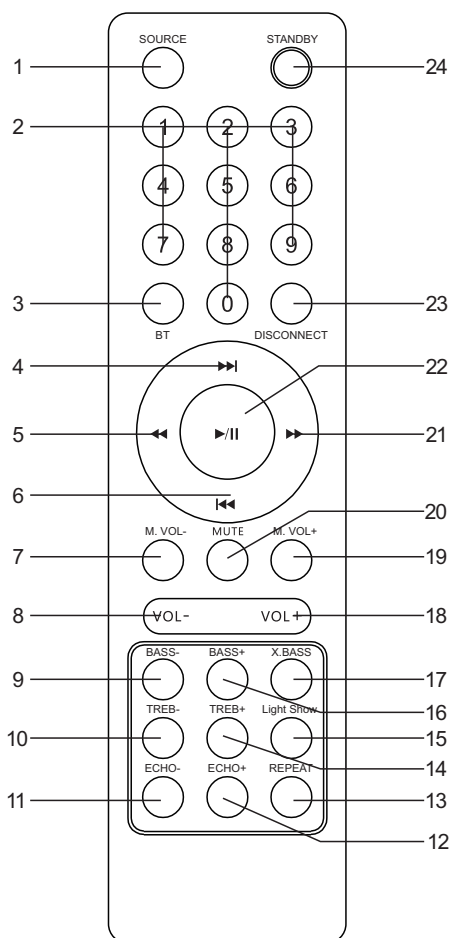 SOURCE STANDBY
1 24
2 1 2 3
4 5 6
7 8 9
3 0 23
BT DISCONNECT
4 ▶▶| 22
5 ◀◀ ▶/II ▶▶ 21
6 |◀◀ 20
M. VOL- MUTE M. VOL+
7 19
8 VOL- VOL+ 18
BASS- BASS+ X.BASS
9 17
16
TREB- TREB+ Light Show
10 15
14
ECHO- ECHO+ REPEAT
11 13
12